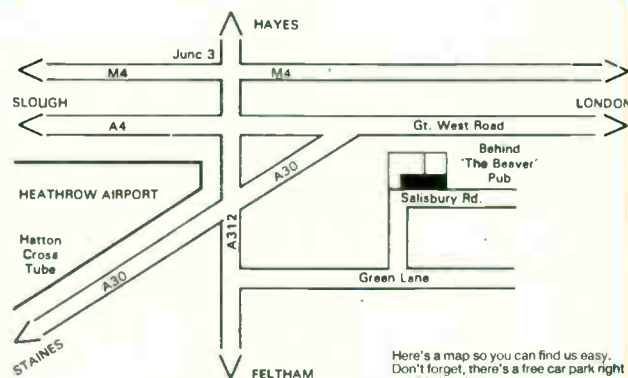 HAYES
Junc 3
M4
M4
SLOUGH
LONDON
A4
Gt. West Road
Behind
'The Beaver'
Pub
A30
HEATHROW AIRPORT
Salisbury Rd.
A312
Hatton
Cross
Tube
A30
Green Lane
STAINES
FELTHAM
Here's a map so you can find us easy.
Don't forget, there's a free car park right